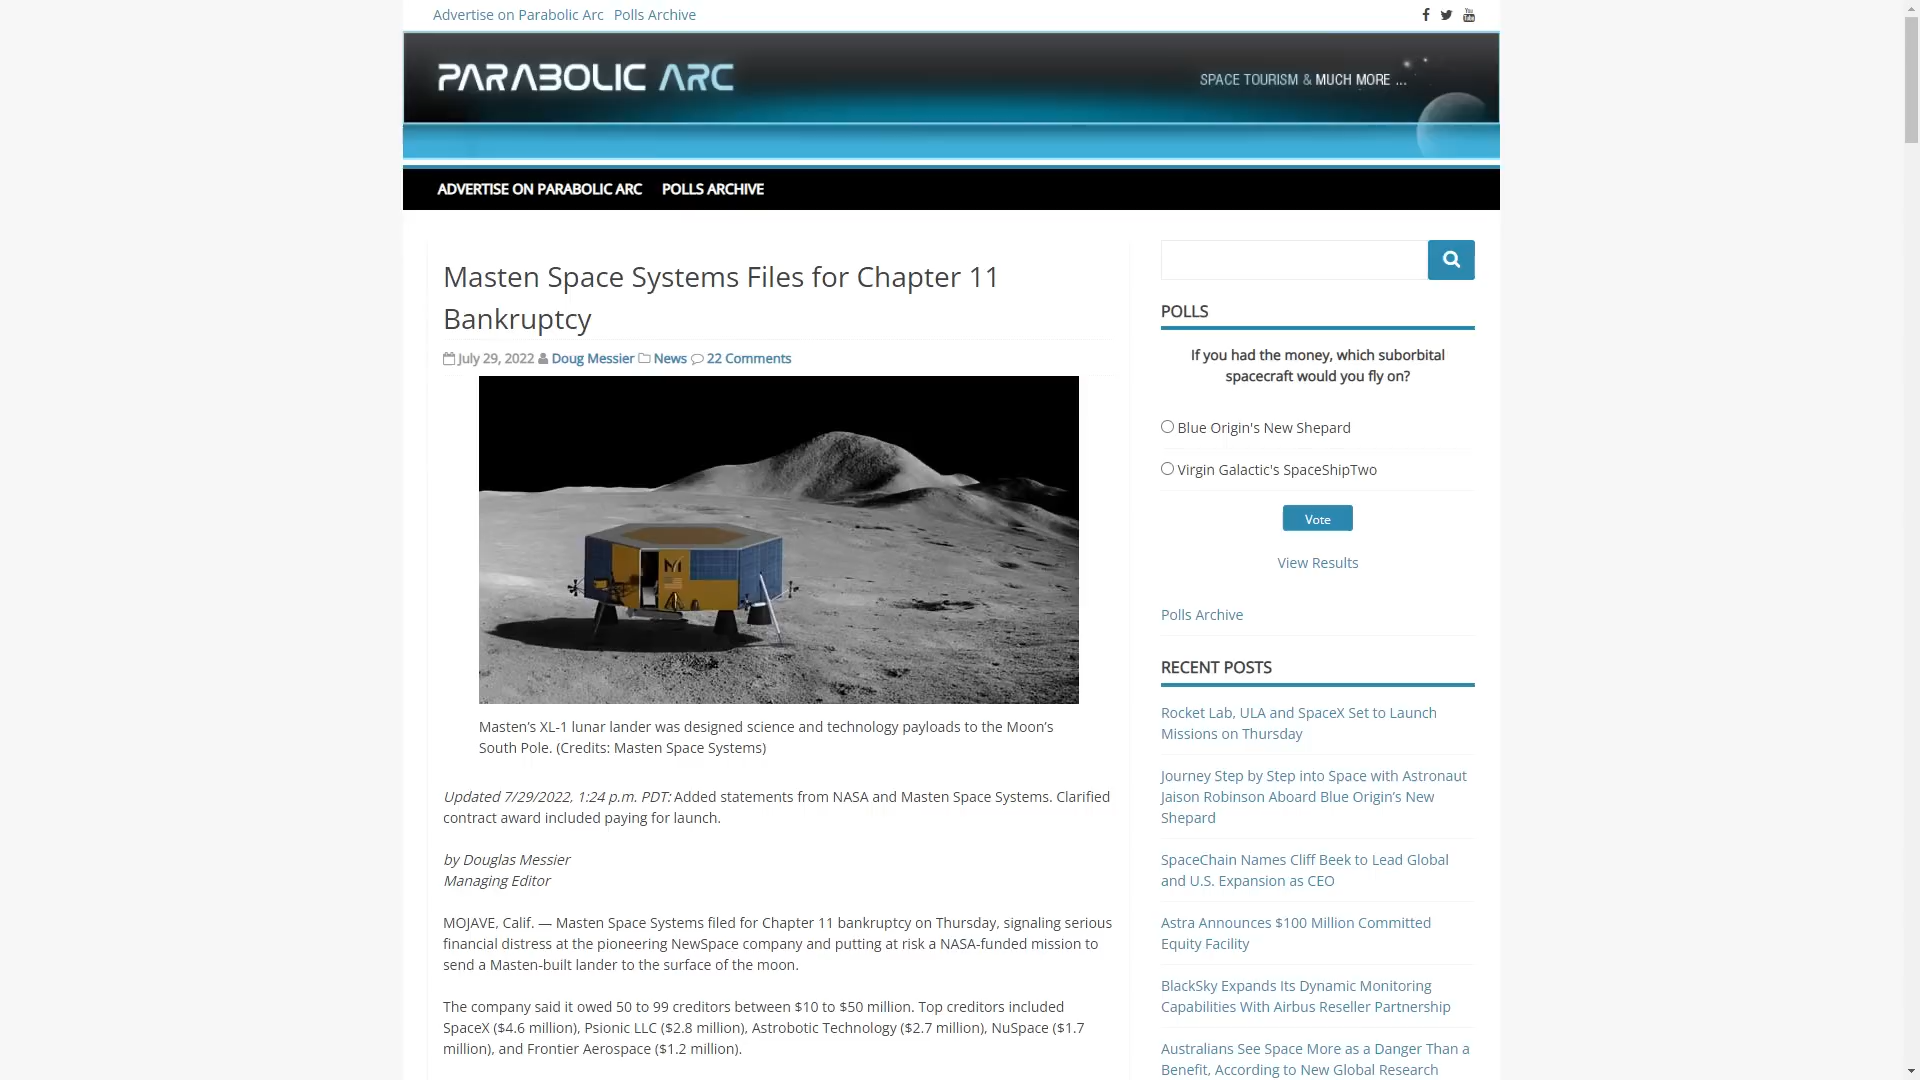 Advertise on Parabolic Arc Polls Archive
PARABOLIC ARC
SPACE TOURISM & MUCH MORE ...
ADVERTISE ON PARABOLIC ARC POLLS ARCHIVE
Masten Space Systems Files for Chapter 11
Bankruptcy
July 29, 2022 Doug Messier News 22 Comments
Masten’s XL-1 lunar lander was designed science and technology payloads to the Moon’s
South Pole. (Credits: Masten Space Systems)
Updated 7/29/2022, 1:24 p.m. PDT: Added statements from NASA and Masten Space Systems. Clarified
contract award included paying for launch.
by Douglas Messier
Managing Editor
MOJAVE, Calif. — Masten Space Systems filed for Chapter 11 bankruptcy on Thursday, signaling serious
financial distress at the pioneering NewSpace company and putting at risk a NASA-funded mission to
send a Masten-built lander to the surface of the moon.
The company said it owed 50 to 99 creditors between $10 to $50 million. Top creditors included
SpaceX ($4.6 million), Psionic LLC ($2.8 million), Astrobotic Technology ($2.7 million), NuSpace ($1.7
million), and Frontier Aerospace ($1.2 million).
POLLS
If you had the money, which suborbital
spacecraft would you fly on?
Blue Origin's New Shepard
Virgin Galactic's SpaceShipTwo
Vote
View Results
Polls Archive
RECENT POSTS
Rocket Lab, ULA and SpaceX Set to Launch
Missions on Thursday
Journey Step by Step into Space with Astronaut
Jaison Robinson Aboard Blue Origin’s New
Shepard
SpaceChain Names Cliff Beek to Lead Global
and U.S. Expansion as CEO
Astra Announces $100 Million Committed
Equity Facility
BlackSky Expands Its Dynamic Monitoring
Capabilities With Airbus Reseller Partnership
Australians See Space More as a Danger Than a
Benefit, According to New Global Research